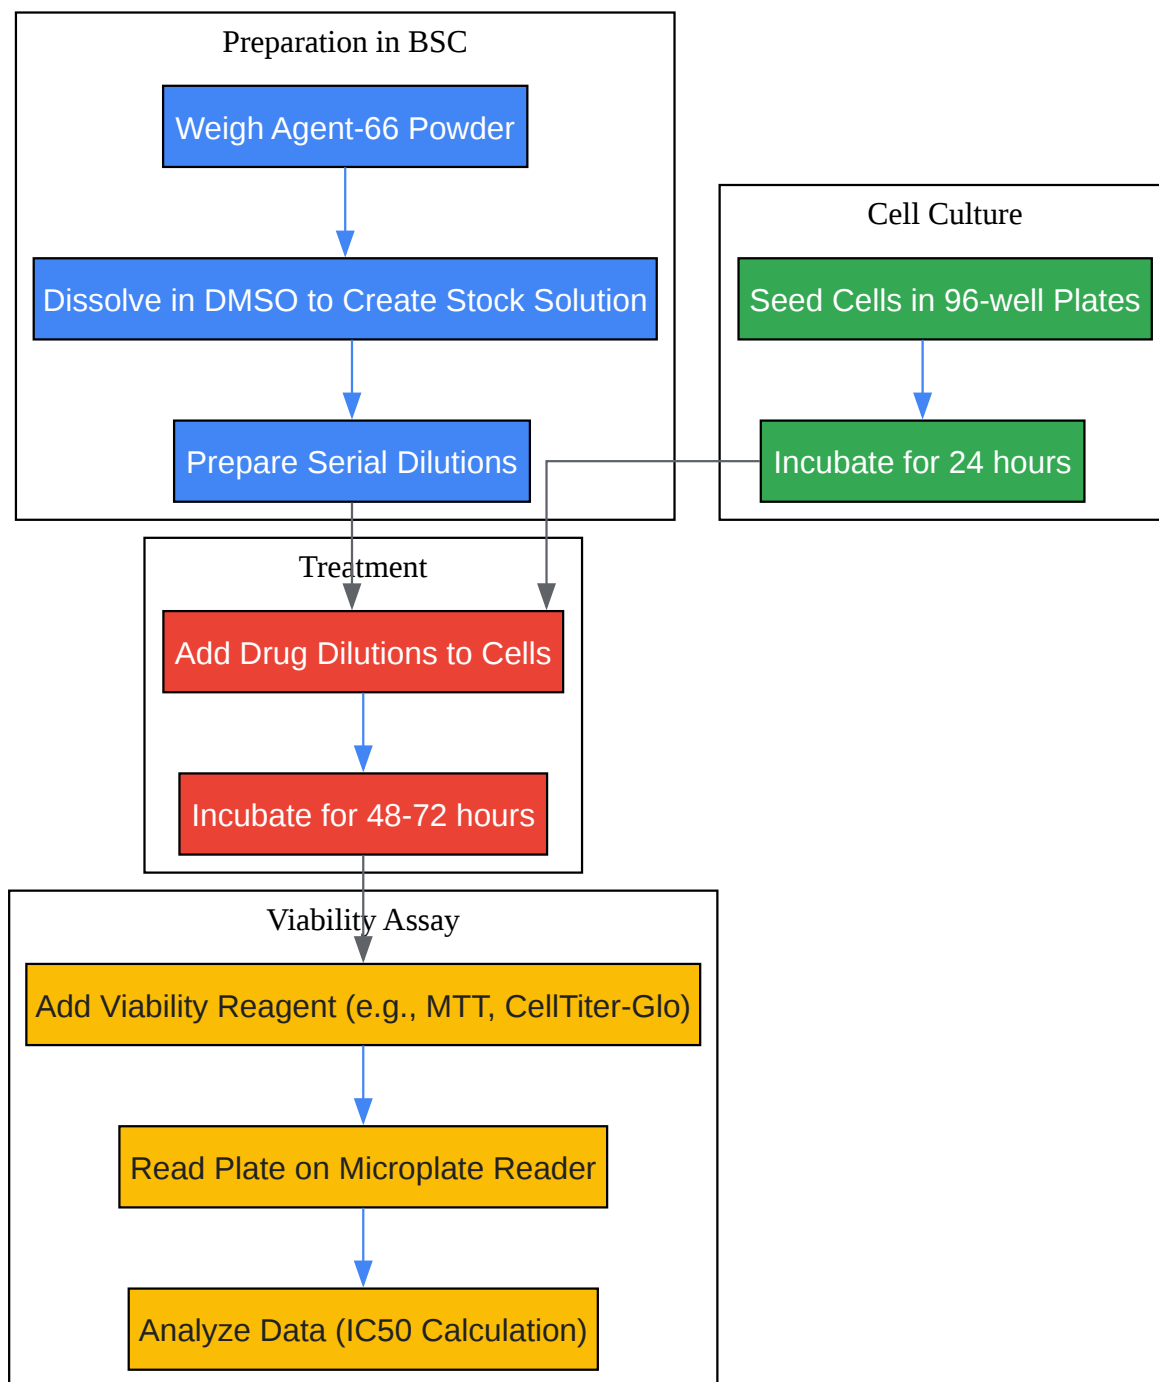 Preparation in BSC
Weigh Agent-66 Powder
Dissolve in DMSO to Create Stock Solution
Prepare Serial Dilutions
Cell Culture
Seed Cells in 96-well Plates
Incubate for 24 hours
Treatment
Add Drug Dilutions to Cells
Incubate for 48-72 hours
Viability Assay
Add Viability Reagent (e.g., MTT, CellTiter-Glo)
Read Plate on Microplate Reader
Analyze Data (IC50 Calculation)